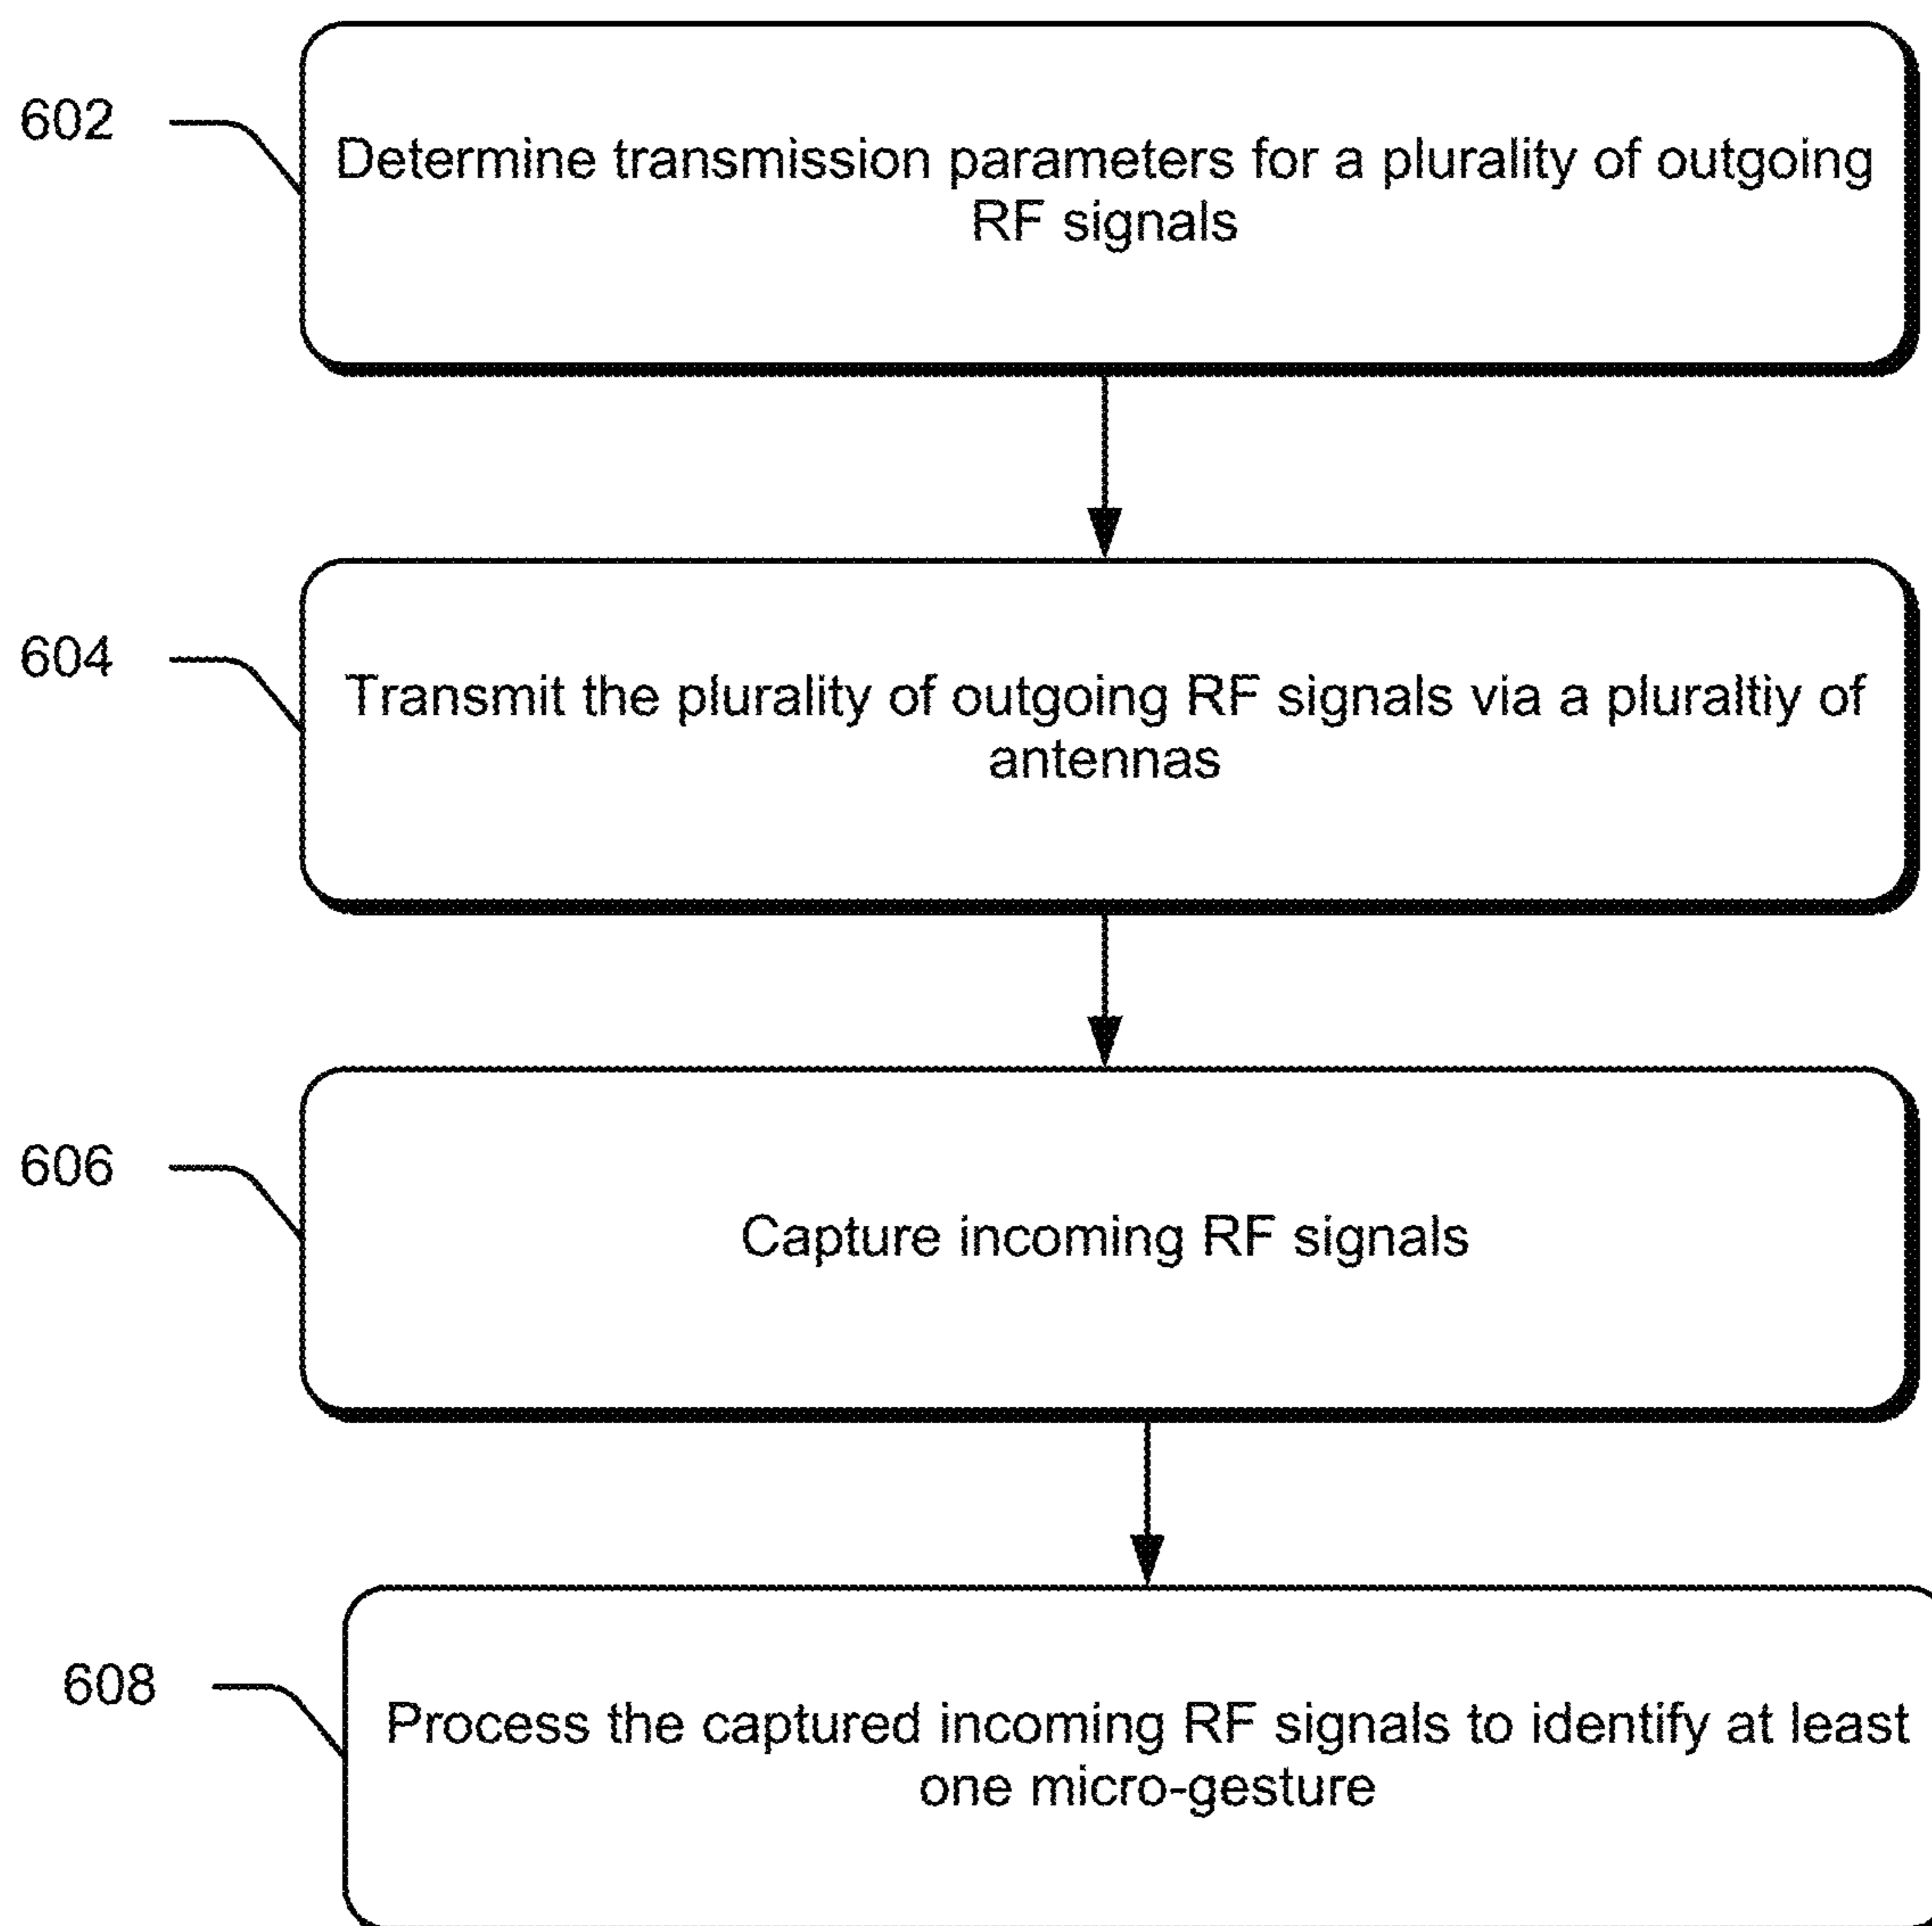 602
Determine transmission parameters for a plurality of outgoing
RF signals
604
Transmit the plurality of outgoing RF signals via a pluraltiy of
antennas
606
Capture incoming RF signals
608
Process the captured incoming RF signals to identify at least
one micro-gesture